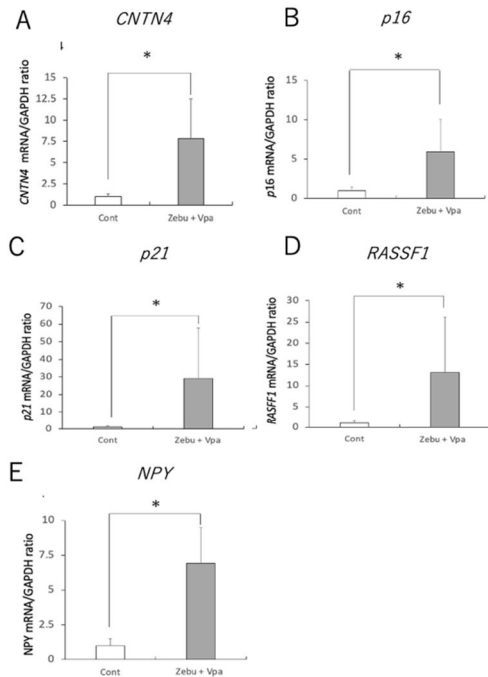 A
CNTN4
*
CNTN4 mRNA/GAPDH ratio
15
12.5
10
7.5
5
2.5
0
Cont
Zebu + Vpa
B
p16
*
p16 mRNA/GAPDH ratio
15
10
5
0
Cont
Zebu + Vpa
C
p21
*
p21 mRNA/GAPDH ratio
70
60
50
40
30
20
10
0
Cont
Zebu + Vpa
D
RASSF1
*
RASFF1 mRNA/GAPDH ratio
30
25
20
15
10
5
0
Cont
Zebu + Vpa
E
NPY
*
NPY mRNA/GAPDH ratio
10
7.5
5
2.5
0
Cont
Zebu + Vpa